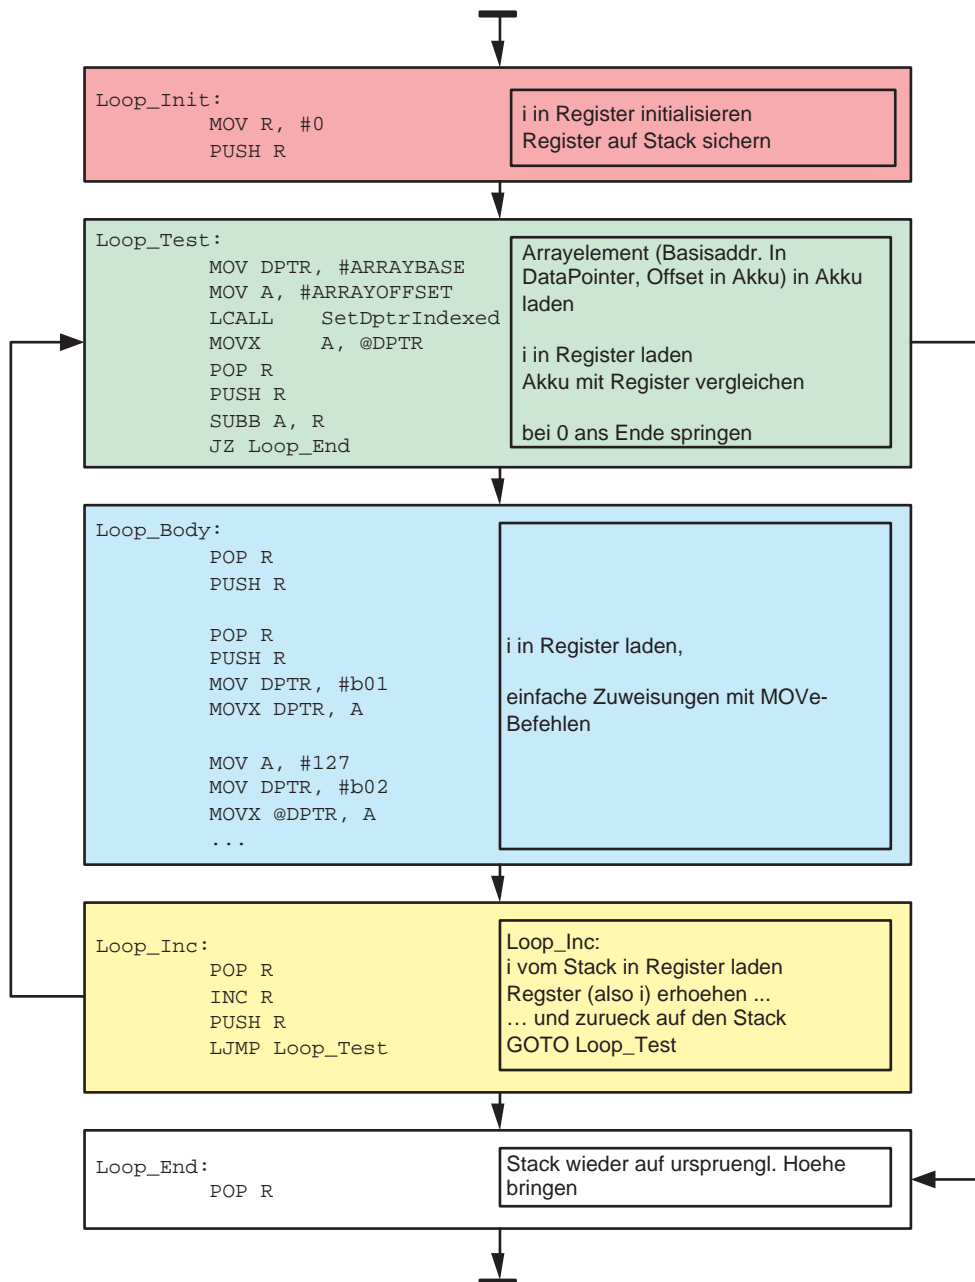 Loop_Init:
MOV R, #0
PUSH R
i in Register initialisieren
Register auf Stack sichern
Loop_Test:
MOV DPTR, #ARRAYBASE
MOV A, #ARRAYOFFSET
LCALL SetDptrIndexed
MOVX A, @DPTR
POP R
PUSH R
SUBB A, R
JZ Loop_End
Arrayelement (Basisaddr. In
DataPointer, Offset in Akku) in Akku
laden
i in Register laden
Akku mit Register vergleichen
bei 0 ans Ende springen
Loop_Body:
POP R
PUSH R
POP R
PUSH R
MOV DPTR, #b01
MOVX DPTR, A
MOV A, #127
MOV DPTR, #b02
MOVX @DPTR, A
...
i in Register laden,
einfache Zuweisungen mit MOVe-
Befehlen
Loop_Inc:
POP R
INC R
PUSH R
LJMP Loop_Test
Loop_Inc:
i vom Stack in Register laden
Regster (also i) erhoehen ...
… und zurueck auf den Stack
GOTO Loop_Test
Loop_End:
POP R
Stack wieder auf urspruengl. Hoehe
bringen